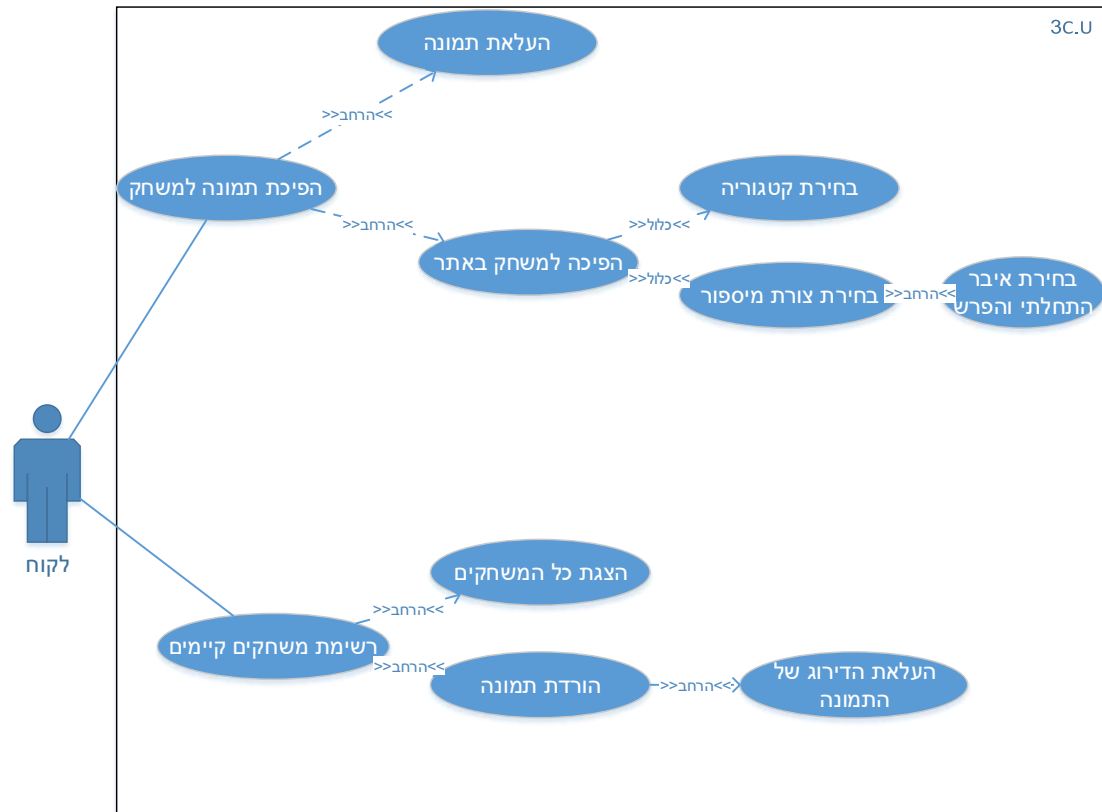 3C.U
העלאת תמונה
>>הרחב<<
הפיכת תמונה למשחק
>>הרחב<<
בחירת קטגוריה
>>כלול<<
הפיכה למשחק באתר
>>כלול<<
בחירת צורת מיספור
>>הרחב<<
בחירת איבר
התחלתי והפרש
לקוח
הצגת כל המשחקים
>>הרחב<<
רשימת משחקים קיימים
>>הרחב<<
הורדת תמונה
>>הרחב<<
העלאת הדירוג של
התמונה